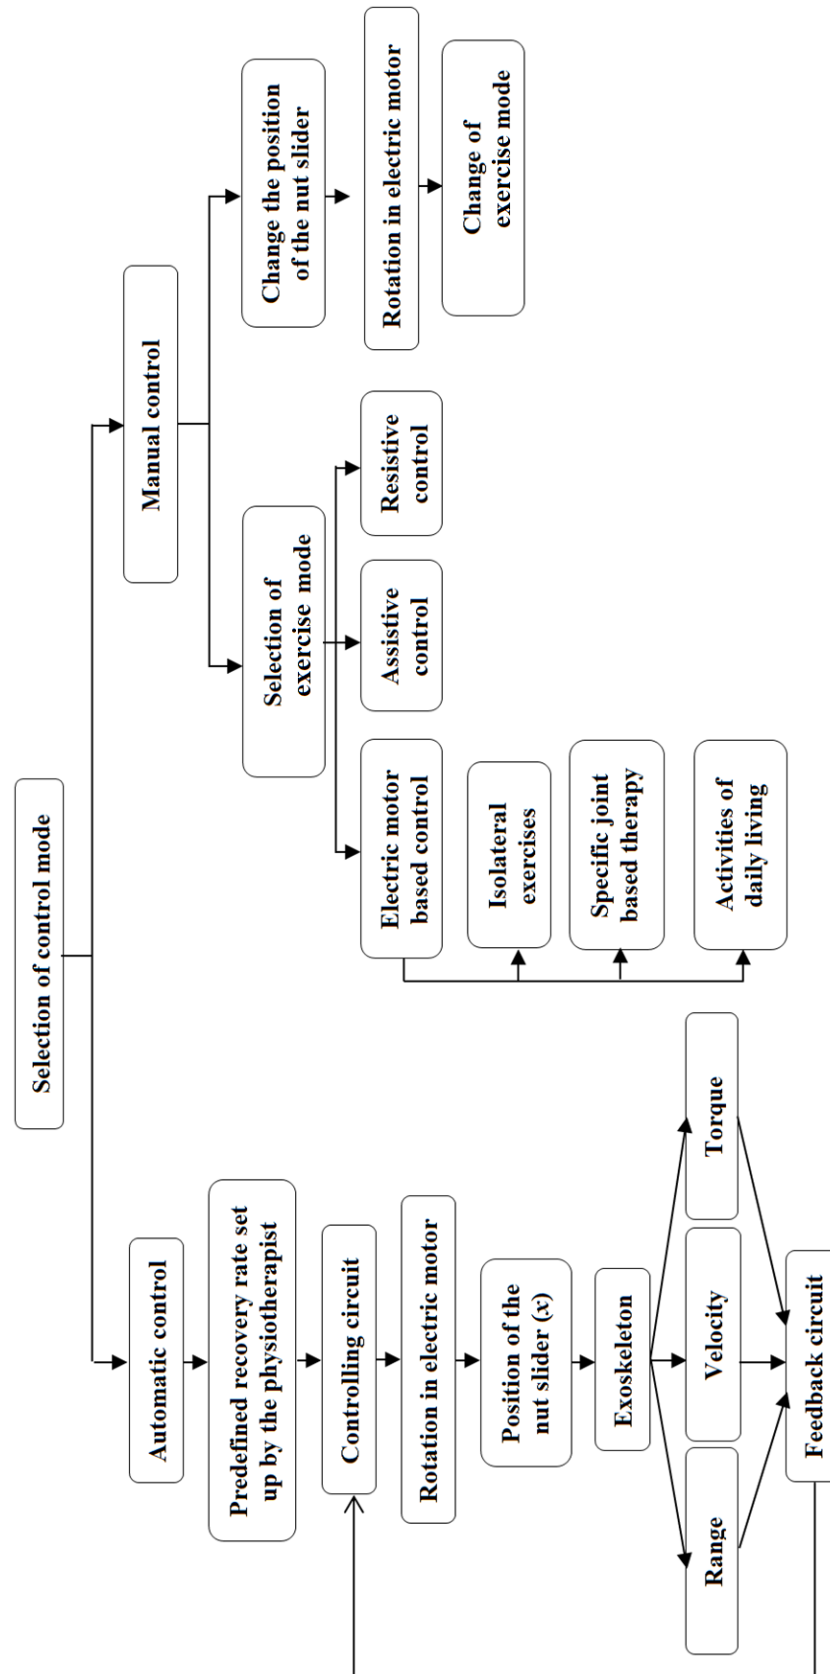 Selection of control mode
Automatic control
Predefined recovery rate set
up by the physiotherapist
Controlling circuit
Rotation in electric motor
Position of the
nut slider (x)
Exoskeleton
Range
Velocity
Torque
Feedback circuit
Manual control
Selection of
exercise mode
Electric motor
based control
Isolateral
exercises
Specific joint
based therapy
Activities of
daily living
Assistive
control
Resistive
control
Change the position
of the nut slider
Rotation in electric motor
Change of
exercise mode